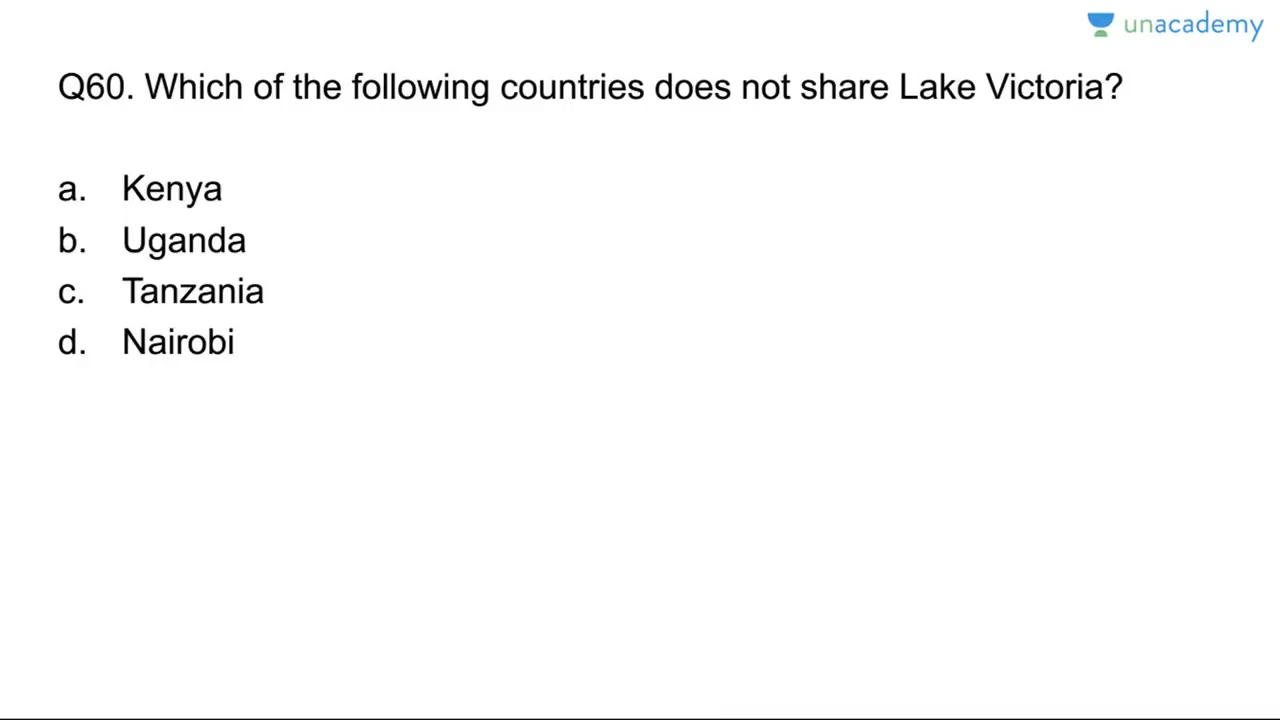 unacademy
Q60. Which of the following countries does not share Lake Victoria?
a. Kenya
b. Uganda
c. Tanzania
d. Nairobi